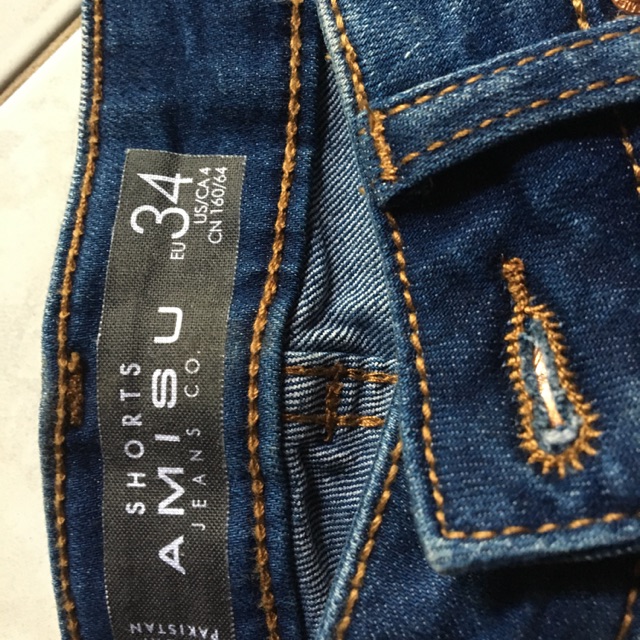 SHORTS
AMISU
JEANS CO.
EU 34
US/CA 4
CN 160/64
PAKISTAN